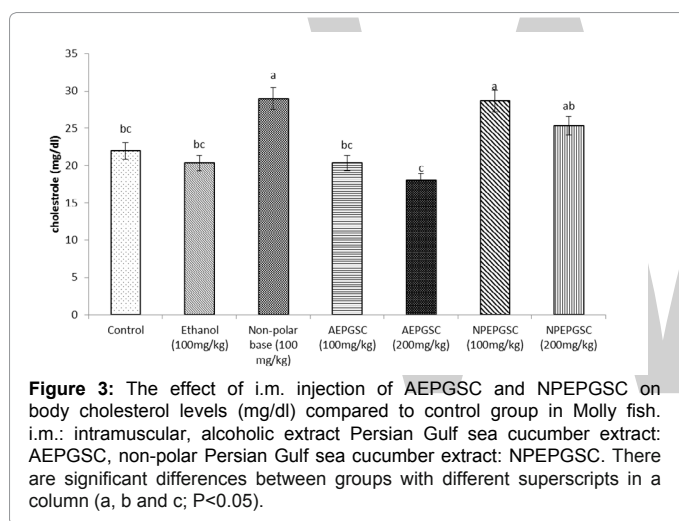 35
30
25
20
15
10
5
0
cholestrole (mg/dl)
bc
bc
a
bc
c
a
ab
Control
Ethanol (100mg/kg)
Non-polar base (100 mg/kg)
AEPGSC (100mg/kg)
AEPGSC (200mg/kg)
NPEPGSC (100mg/kg)
NPEPGSC (200mg/kg)
Figure 3: The effect of i.m. injection of AEPGSC and NPEPGSC on
body cholesterol levels (mg/dl) compared to control group in Molly fish.
i.m.: intramuscular, alcoholic extract Persian Gulf sea cucumber extract:
AEPGSC, non-polar Persian Gulf sea cucumber extract: NPEPGSC. There
are significant differences between groups with different superscripts in a
column (a, b and c; P<0.05).